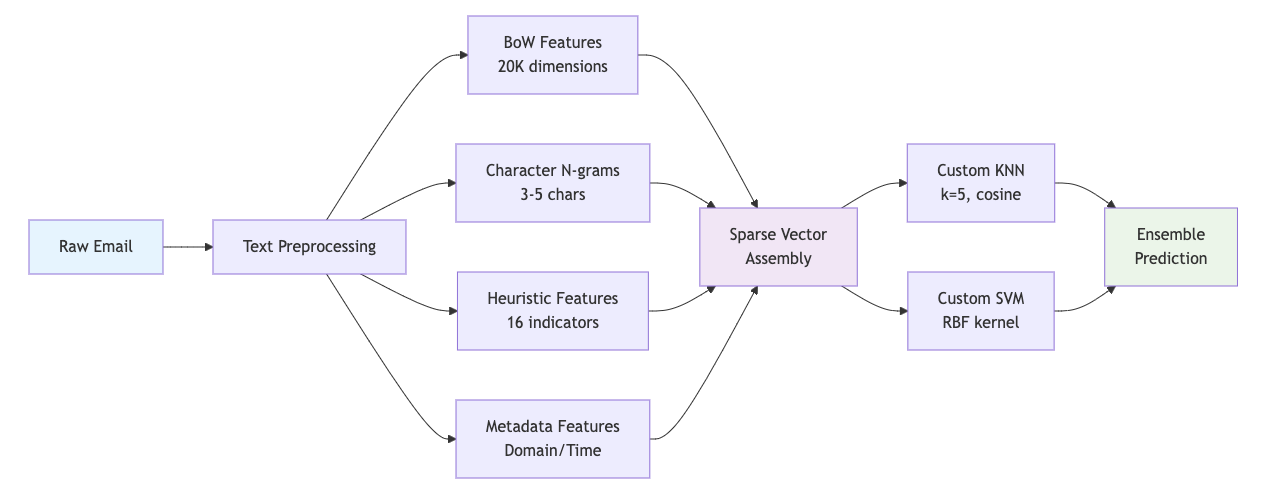 Raw Email
Text Preprocessing
BoW Features
20K dimensions
Character N-grams
3-5 chars
Heuristic Features
16 indicators
Metadata Features
Domain/Time
Sparse Vector
Assembly
Custom KNN
k=5, cosine
Custom SVM
RBF kernel
Ensemble
Prediction